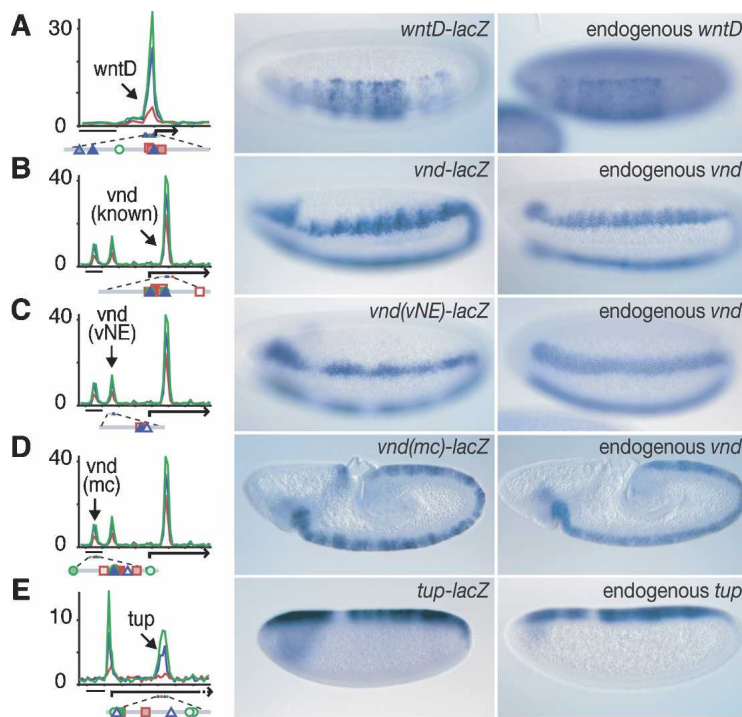 A
30
0
wntD
wntD-lacZ
endogenous wntD
B
40
0
vnd
(known)
vnd-lacZ
endogenous vnd
C
40
0
vnd
(vNE)
vnd(vNE)-lacZ
endogenous vnd
D
40
0
vnd
(mc)
vnd(mc)-lacZ
endogenous vnd
E
10
0
tup
tup-lacZ
endogenous tup